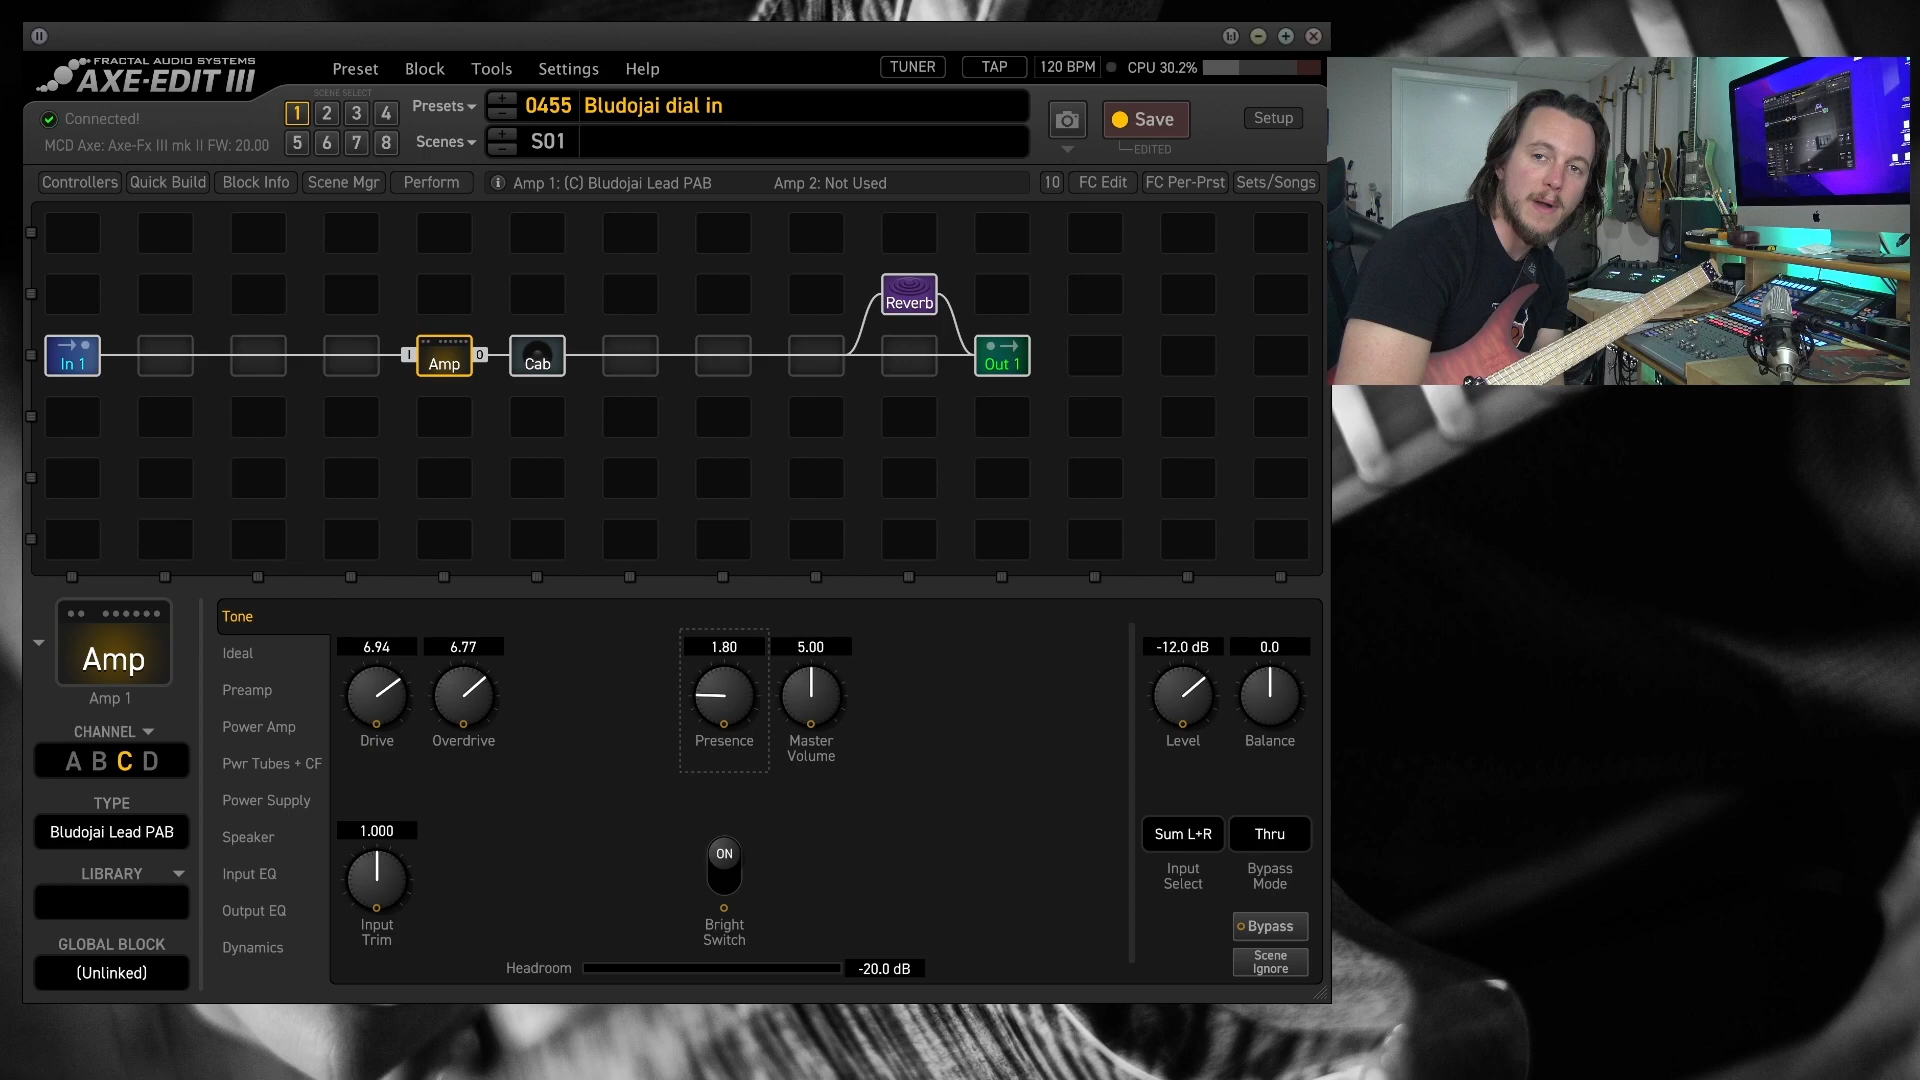 FRACTAL AUDIO SYSTEMS
AXE-EDIT III
Preset Block Tools Settings Help
TUNER TAP 120 BPM CPU 30.2%
SCENE SELECT
1 2 3 4
5 6 7 8
Presets 0455 Bludojai dial in
Scenes S01
Save
EDITED
Setup
Connected!
MCD Axe: Axe-Fx III mk II FW: 20.00
Controllers Quick Build Block Info Scene Mgr Perform
Amp 1: (C) Bludojai Lead PAB Amp 2: Not Used
10 FC Edit FC Per-Prst Sets/Songs
Reverb
In 1 I Amp O Cab Out 1
Amp
Amp 1
CHANNEL
A B C D
TYPE
Bludojai Lead PAB
LIBRARY
GLOBAL BLOCK
(Unlinked)
Tone
Ideal
Preamp
Power Amp
Pwr Tubes + CF
Power Supply
Speaker
Input EQ
Output EQ
Dynamics
6.94 6.77 1.80 5.00 -12.0 dB 0.0
Drive Overdrive Presence Master Volume Level Balance
1.000
Input
Trim
ON
Bright
Switch
Headroom -20.0 dB
Sum L+R Thru
Input Select
Bypass Mode
Bypass
Scene
Ignore